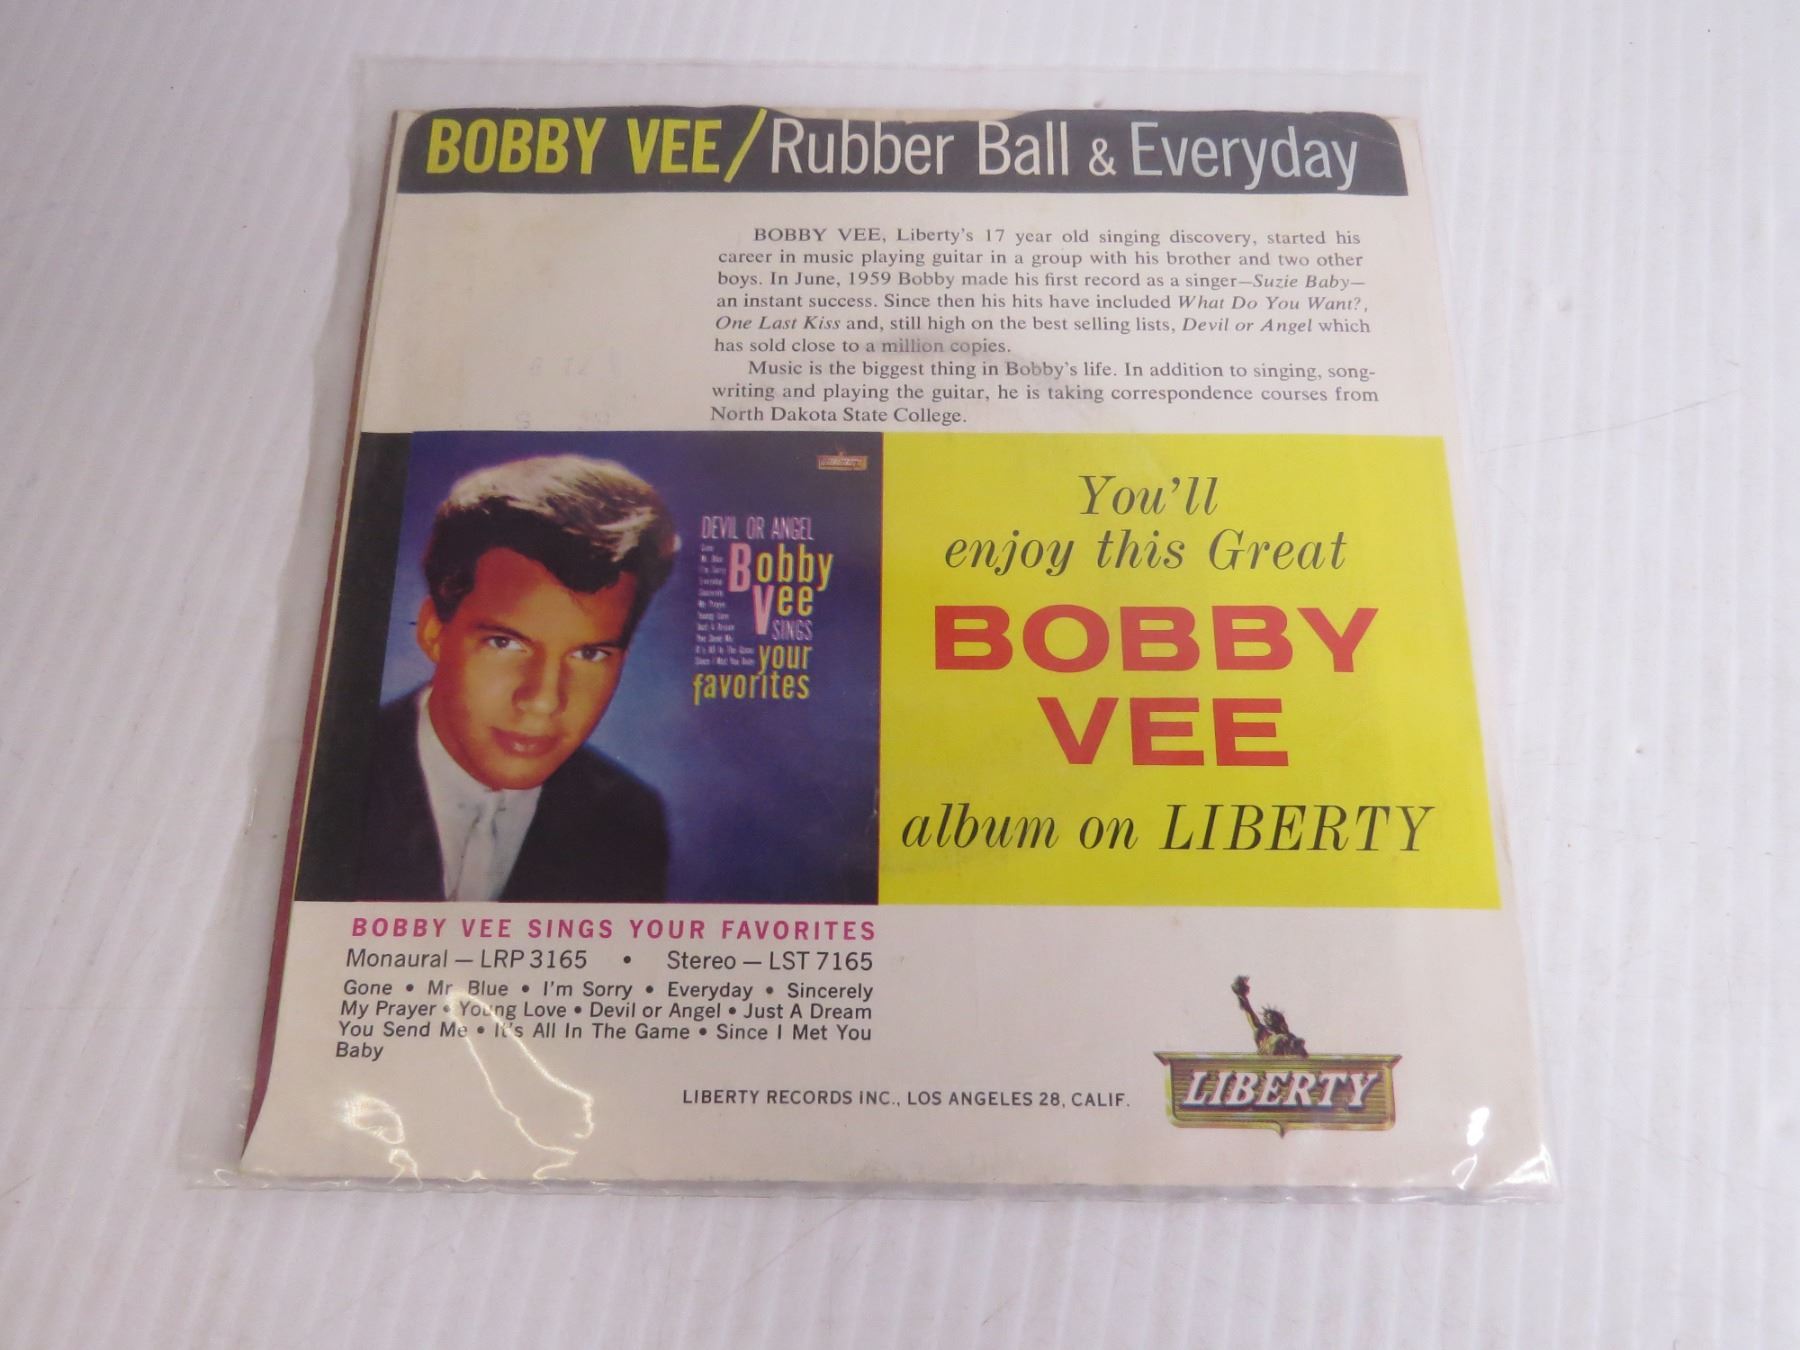 BOBBY VEE/Rubber Ball & Everyday
BOBBY VEE, Liberty's 17 year old singing discovery, started his
career in music playing guitar in a group with his brother and two other
boys. In June, 1959 Bobby made his first record as a singer—Suzie Baby—
an instant success. Since then his hits have included What Do You Want?,
One Last Kiss and, still high on the best selling lists, Devil or Angel which
has sold close to a million copies.
Music is the biggest thing in Bobby's life. In addition to singing, song-
writing and playing the guitar, he is taking correspondence courses from
North Dakota State College.
LIBERTY
DEVIL OR ANGEL
Bobby
Vee
SINGS
your
favorites
You'll
enjoy this Great
BOBBY
VEE
album on LIBERTY
BOBBY VEE SINGS YOUR FAVORITES
Monaural — LRP 3165 • Stereo — LST 7165
Gone • Mr. Blue • I'm Sorry • Everyday • Sincerely
My Prayer • Young Love • Devil or Angel • Just A Dream
You Send Me • It's All In The Game • Since I Met You
Baby
LIBERTY RECORDS INC., LOS ANGELES 28, CALIF.
LIBERTY